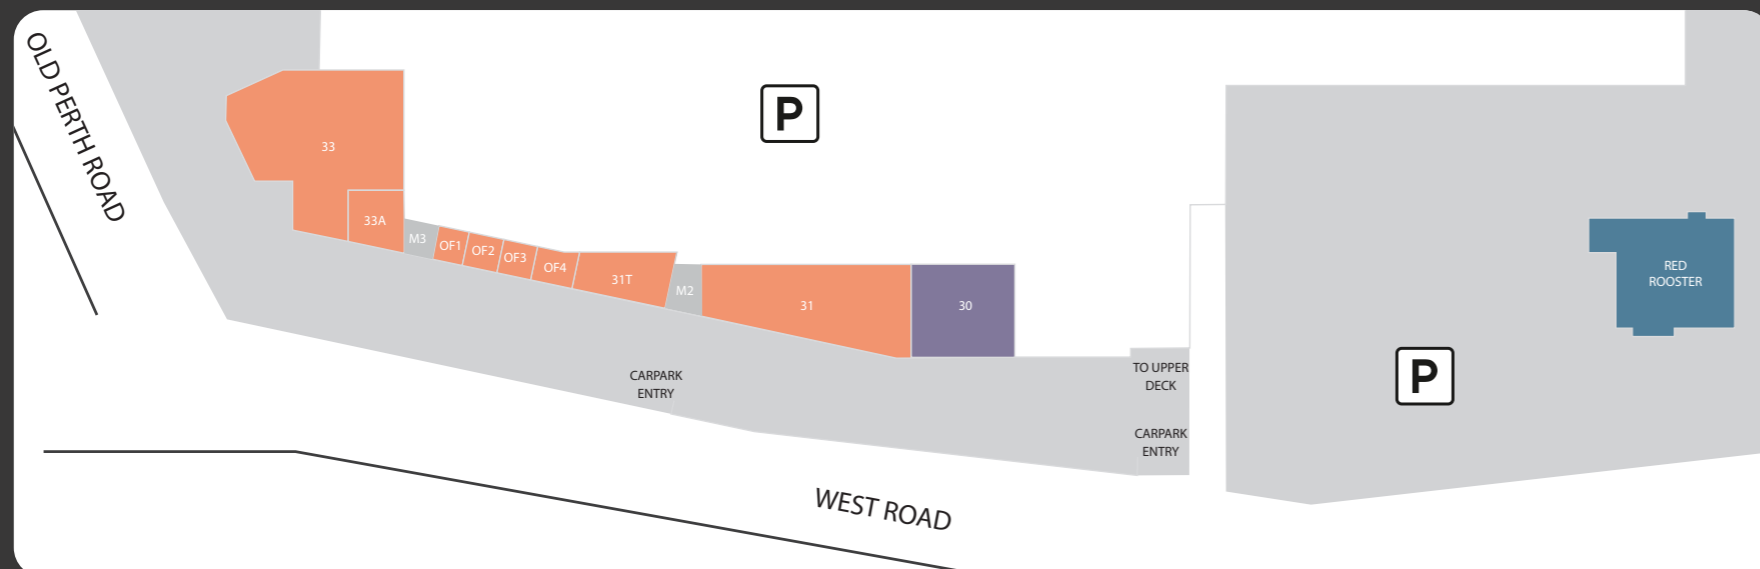 OLD PERTH ROAD
P
33
33A
M3
OF1
OF2
OF3
OF4
31T
M2
31
30
RED
ROOSTER
CARPARK
ENTRY
TO UPPER
DECK
P
CARPARK
ENTRY
WEST ROAD